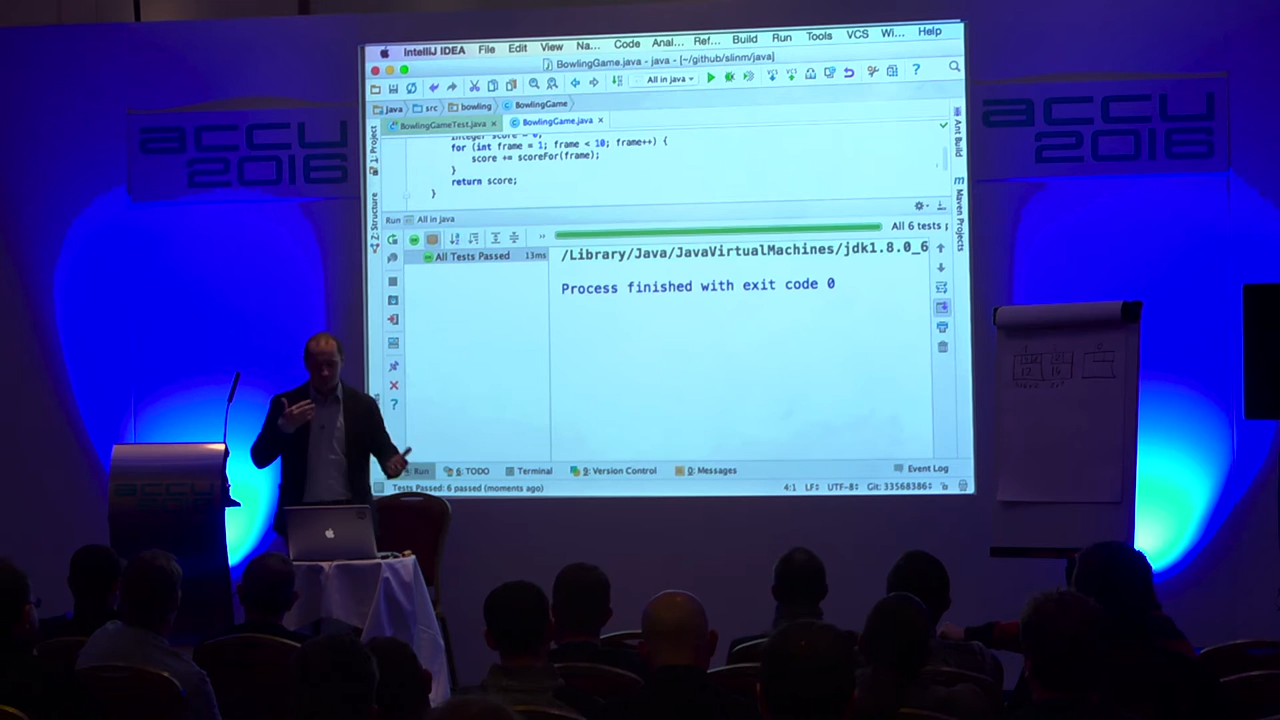 IntelliJ IDEA File Edit View Na... Code Anal... Ref... Build Run Tools VCS Wi... Help
BowlingGame.java - java - [~/github/slinm/java]
All in java
java src bowling BowlingGame
BowlingGameTest.java BowlingGame.java
for (int frame = 1; frame < 10; frame++) {
score += scoreFor(frame);
}
return score;
}
1: Project
Z: Structure
Ant Build
Maven Projects
Run All in java
All 6 tests
All Tests Passed 13ms
/Library/Java/JavaVirtualMachines/jdk1.8.0_6
Process finished with exit code 0
Run 6: TODO Terminal 9: Version Control 0: Messages Event Log
Tests Passed: 6 passed (moments ago) 4:1 LF÷ UTF-8÷ Git: 33568386÷
accu
2016
accu
2016
accu